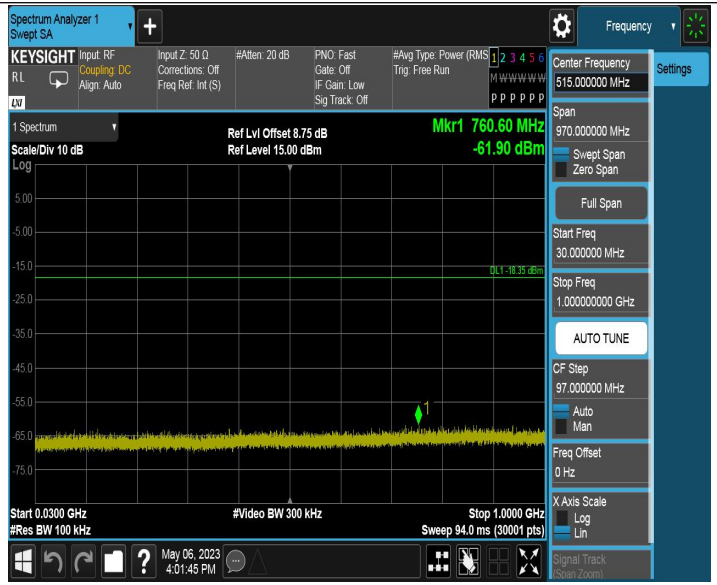 Spectrum Analyzer 1
Swept SA
Frequency
KEYSIGHT
RL
LXI
Input: RF
Coupling: DC
Align: Auto
Input Z: 50 Ω
Corrections: Off
Freq Ref: Int (S)
#Atten: 20 dB
PNO: Fast
Gate: Off
IF Gain: Low
Sig Track: Off
#Avg Type: Power (RMS
Trig: Free Run
1 2 3 4 5 6
M W W W W W
P P P P P P
1 Spectrum
Scale/Div 10 dB
Log
Ref Lvl Offset 8.75 dB
Ref Level 15.00 dBm
Mkr1 760.60 MHz
-61.90 dBm
5.00
-5.00
-15.0
DL1 -18.35 dBm
-25.0
-35.0
-45.0
-55.0
1
-65.0
-75.0
Start 0.0300 GHz
#Video BW 300 kHz
Stop 1.0000 GHz
#Res BW 100 kHz
Sweep 94.0 ms (30001 pts)
May 06, 2023
4:01:45 PM
Center Frequency
515.000000 MHz
Settings
Span
970.000000 MHz
Swept Span
Zero Span
Full Span
Start Freq
30.000000 MHz
Stop Freq
1.000000000 GHz
AUTO TUNE
CF Step
97.000000 MHz
Auto
Man
Freq Offset
0 Hz
X Axis Scale
Log
Lin
Signal Track
(Span Zoom)